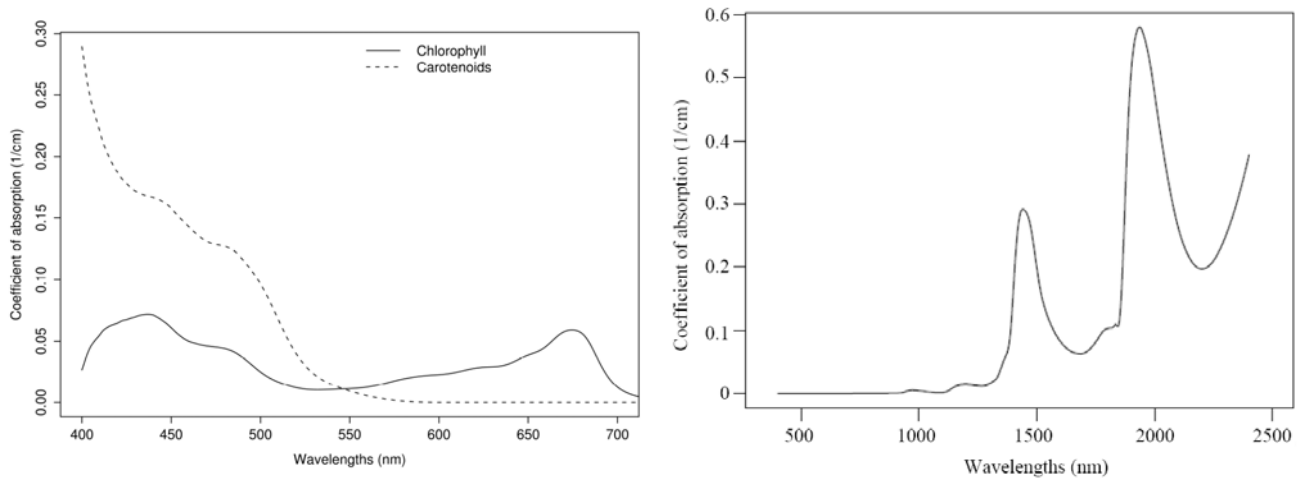 Coefficient of absorption (1/cm)
0.30
0.25
0.20
0.15
0.10
0.05
0.00
Chlorophyll
Carotenoids
400 450 500 550 600 650 700
Wavelengths (nm)
Coefficient of absorption (1/cm)
0.6
0.5
0.4
0.3
0.2
0.1
0
500 1000 1500 2000 2500
Wavelengths (nm)